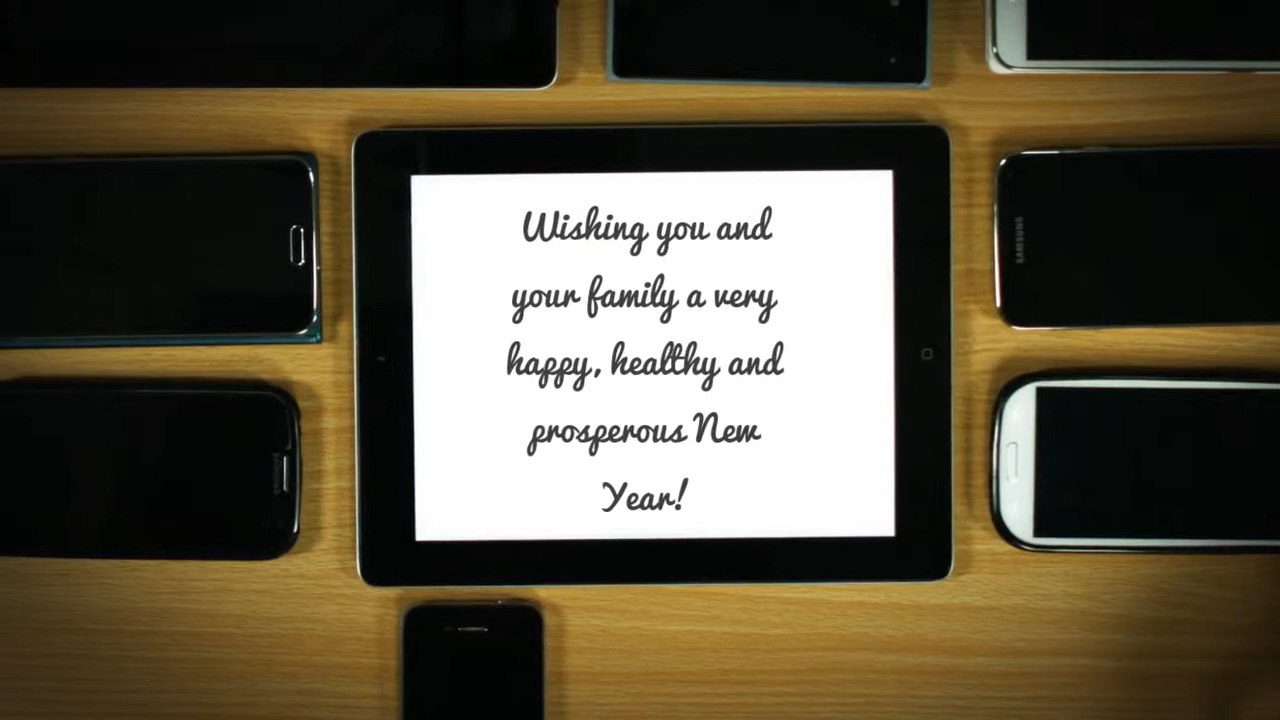 Wishing you and
your family a very
happy, healthy and
prosperous New
Year!
SAMSUNG